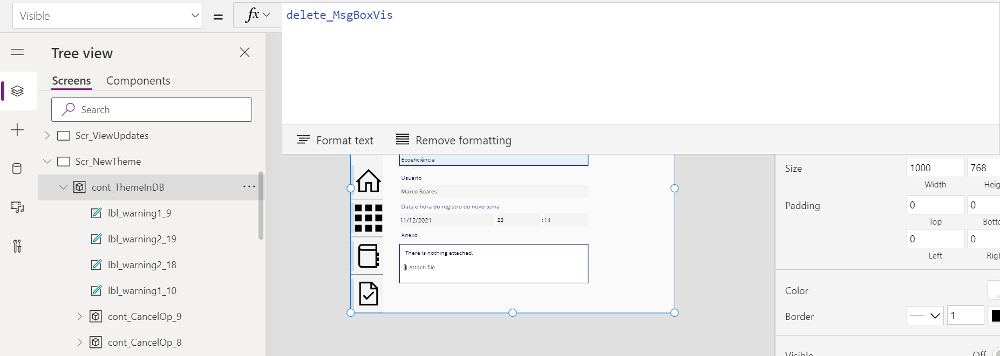 Visible
=
fx
delete_MsgBoxVis
Tree view
Screens
Components
Search
Scr_ViewUpdates
Scr_NewTheme
cont_ThemeInDB
...
lbl_warning1_9
lbl_warning2_19
lbl_warning2_18
lbl_warning1_10
cont_CancelOp_9
cont_CancelOp_8
Format text
Remove formatting
Ecoeficiência
Usuário
Marco Soares
Data e hora do registro do novo tema
11/12/2021 23 :14
Anexo
There is nothing attached.
Attach file
Size
1000 768
Width Heig
Padding
0 0
Top Botto
0 0
Left Righ
Color
Border
1
Visible Off